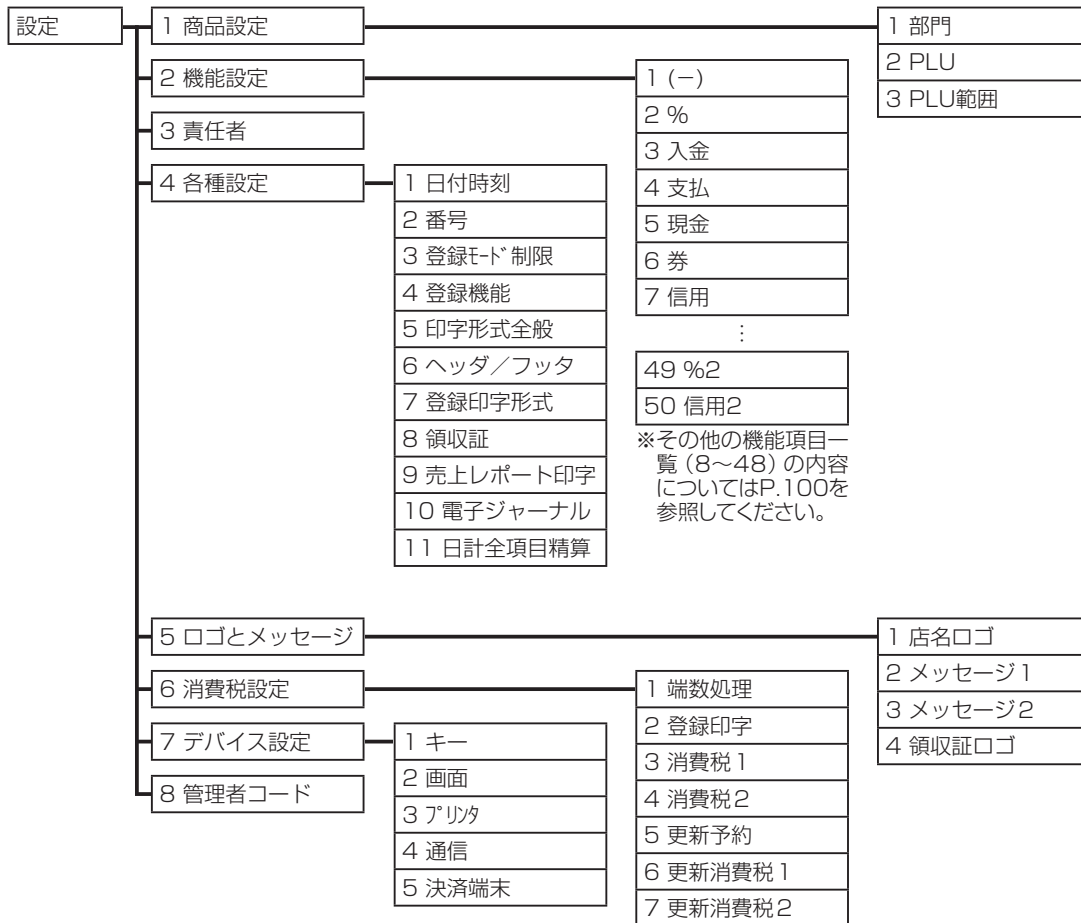 設定
1 商品設定
1 部門
2 PLU
3 PLU範囲
2 機能設定
1 (−)
2 %
3 入金
4 支払
5 現金
6 券
7 信用
⋮
49 %2
50 信用2
※その他の機能項目一
覧（8〜48）の内容
についてはP.100を
参照してください。
3 責任者
4 各種設定
1 日付時刻
2 番号
3 登録ﾓｰﾄﾞ制限
4 登録機能
5 印字形式全般
6 ヘッダ／フッタ
7 登録印字形式
8 領収証
9 売上レポート印字
10 電子ジャーナル
11 日計全項目精算
5 ロゴとメッセージ
1 店名ロゴ
2 メッセージ1
3 メッセージ2
4 領収証ロゴ
6 消費税設定
1 端数処理
2 登録印字
3 消費税1
4 消費税2
5 更新予約
6 更新消費税1
7 更新消費税2
7 デバイス設定
1 キー
2 画面
3 ﾌﾟﾘﾝﾀ
4 通信
5 決済端末
8 管理者コード